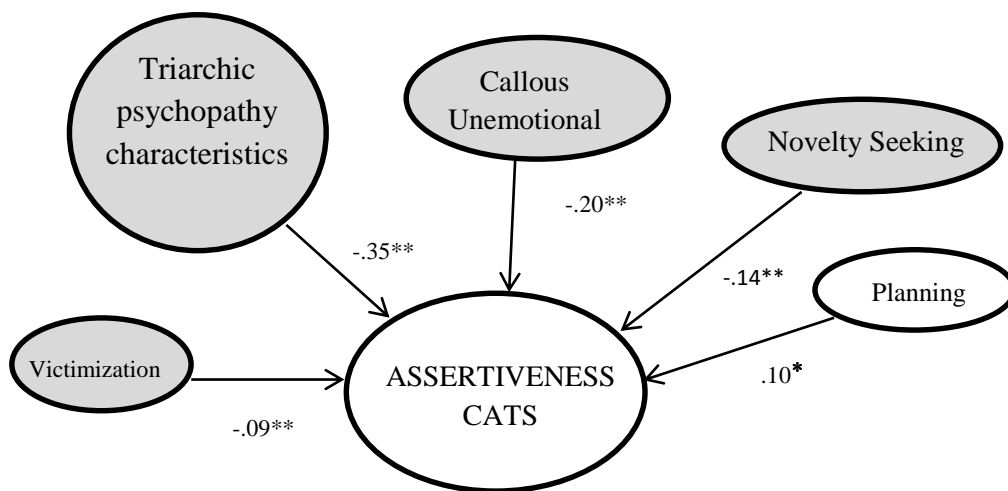 Triarchic
psychopathy
characteristics
Callous
Unemotional
Novelty Seeking
-.20**
-.35**
-.14**
Planning
Victimization
ASSERTIVENESS
CATS
.10*
-.09**